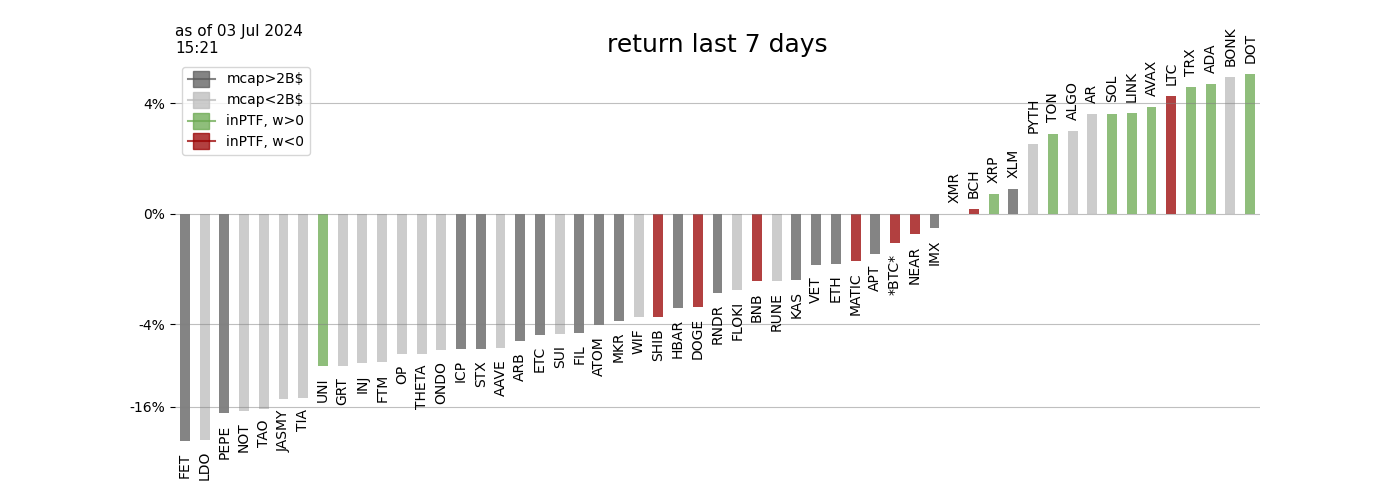 as of 03 Jul 2024
15:21
return last 7 days
mcap>2B$
mcap<2B$
inPTF, w>0
inPTF, w<0
4%
0%
-4%
-16%
FET
LDO
PEPE
NOT
TAO
JASMY
TIA
UNI
GRT
INJ
FTM
OP
THETA
ONDO
ICP
STX
AAVE
ARB
ETC
SUI
FIL
ATOM
MKR
WIF
SHIB
HBAR
DOGE
RNDR
FLOKI
BNB
RUNE
KAS
VET
ETH
MATIC
APT
*BTC*
NEAR
IMX
XMR
BCH
XRP
XLM
PYTH
TON
ALGO
AR
SOL
LINK
AVAX
LTC
TRX
ADA
BONK
DOT